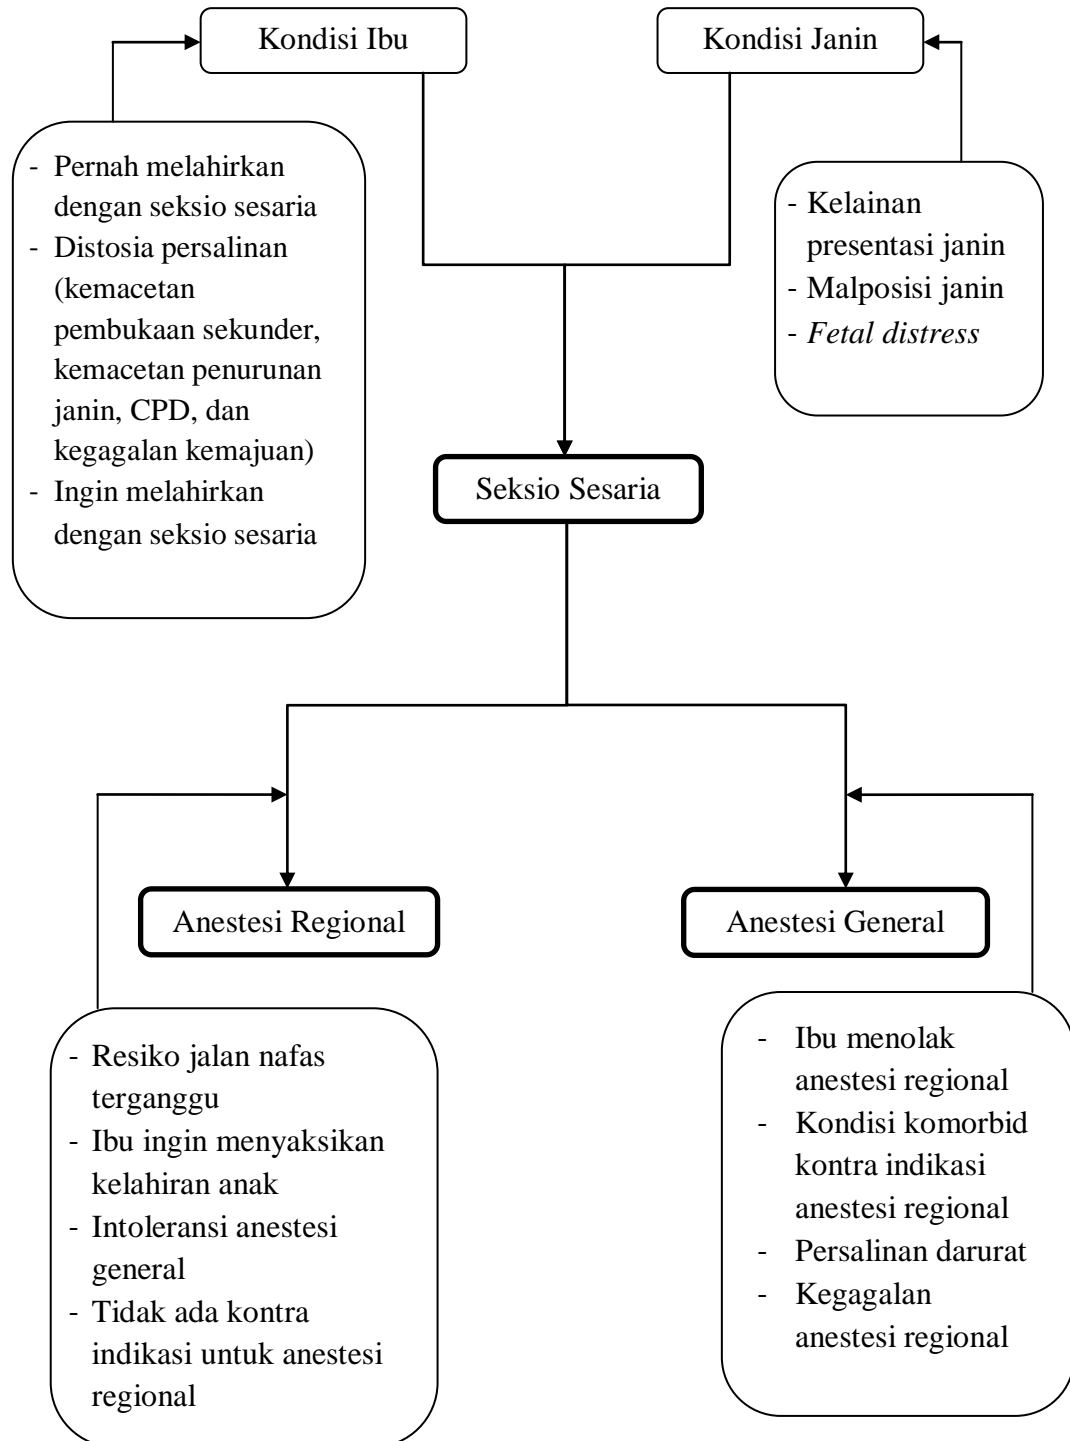 Kondisi Ibu
Kondisi Janin
- Pernah melahirkan
dengan seksio sesaria
- Distosia persalinan
(kemacetan
pembukaan sekunder,
kemacetan penurunan
janin, CPD, dan
kegagalan kemajuan)
- Ingin melahirkan
dengan seksio sesaria
- Kelainan
presentasi janin
- Malposisi janin
- Fetal distress
Seksio Sesaria
Anestesi Regional
Anestesi General
- Resiko jalan nafas
terganggu
- Ibu ingin menyaksikan
kelahiran anak
- Intoleransi anestesi
general
- Tidak ada kontra
indikasi untuk anestesi
regional
- Ibu menolak
anestesi regional
- Kondisi komorbid
kontra indikasi
anestesi regional
- Persalinan darurat
- Kegagalan
anestesi regional